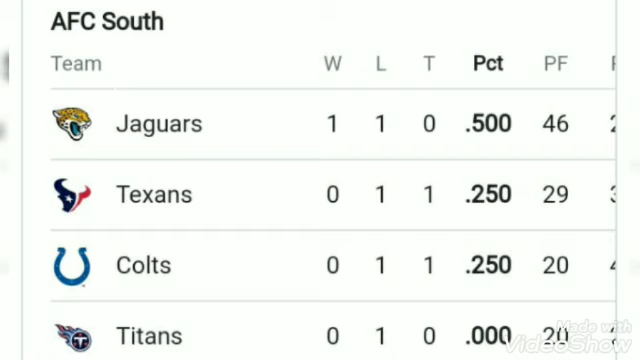 AFC South
Team W L T Pct PF
Jaguars 1 1 0 .500 46
Texans 0 1 1 .250 29
Colts 0 1 1 .250 20
Titans 0 1 0 .000 20
Made with
VideoShow